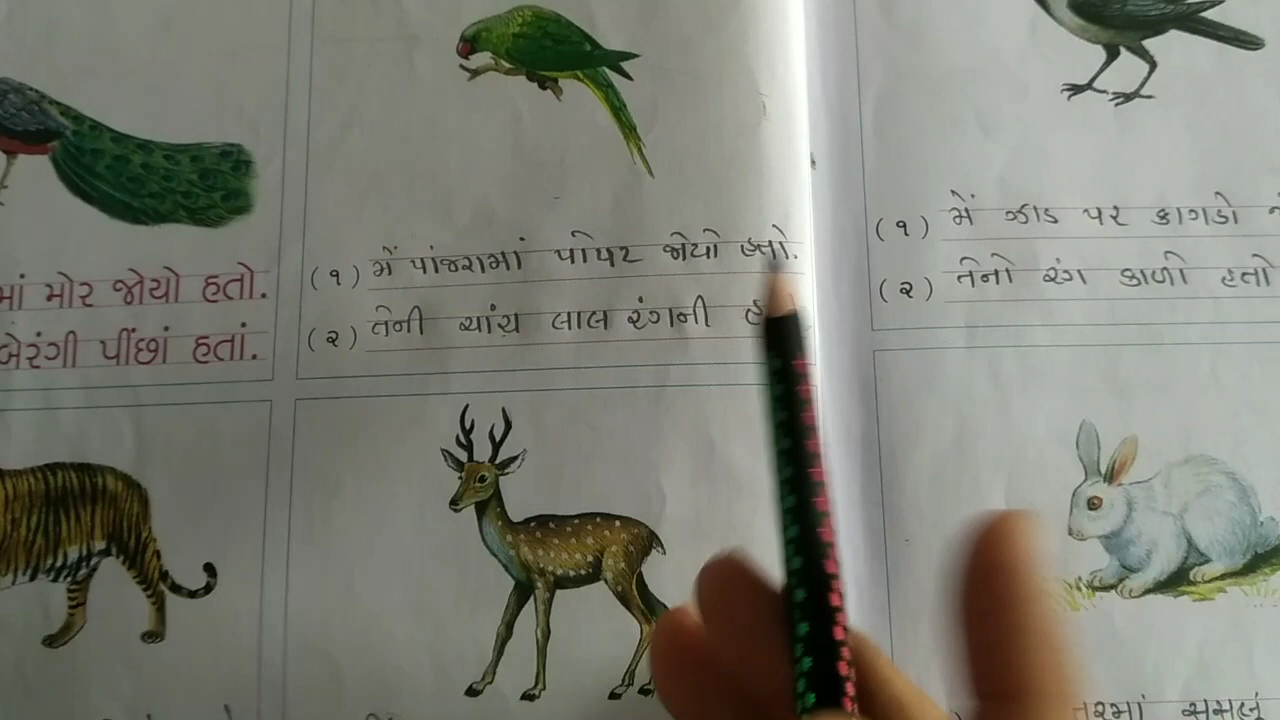 માં મોર જોયો હતો.
બેરંગી પીંછાં હતાં.
(૧) મેં પાંજરામાં પોપટ જોયો હતો.
(૨) તેની ચાંચ લાલ રંગની
(૧) મેં ઝાડ પર કાગડો
(૨) તેનો રંગ કાળો હતો